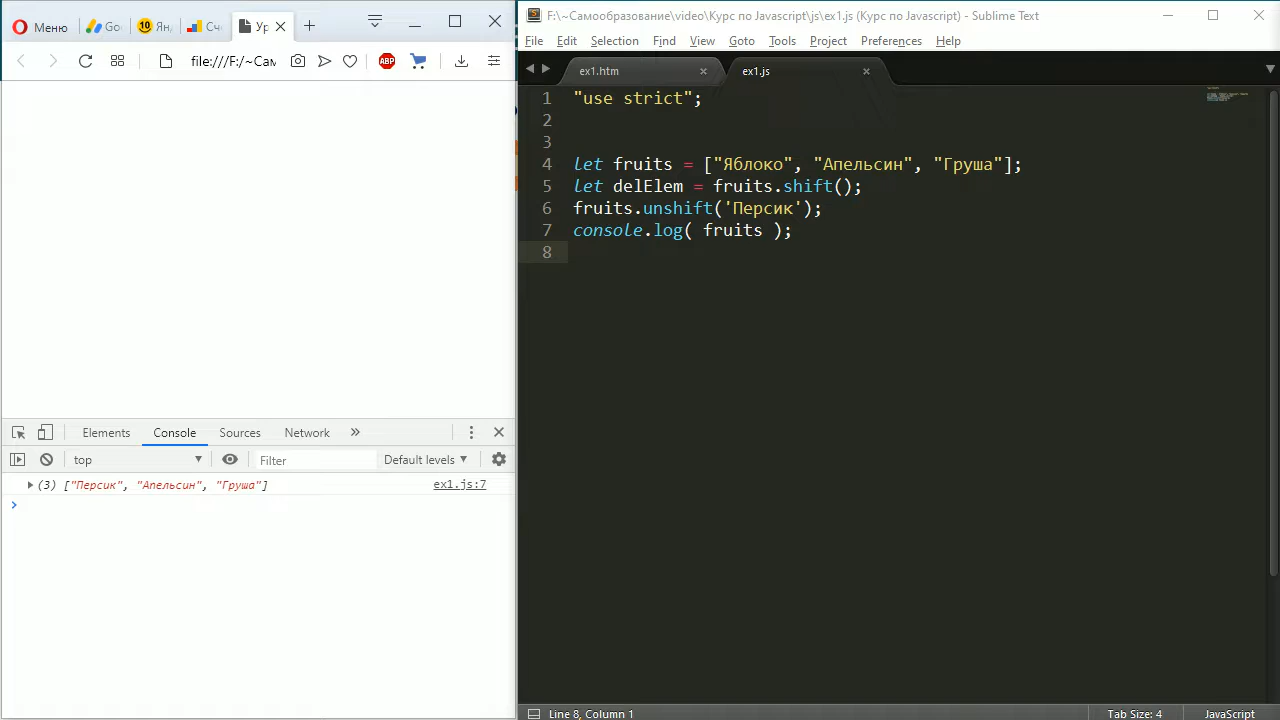 Меню
Goo
Янд
Сч
Ур
file:///F:/~Сам
ABP
Elements
Console
Sources
Network
»
top
Filter
Default levels
(3) ["Персик", "Апельсин", "Груша"]
ex1.js:7
F:\~Самообразование\video\Курс по Javascript\js\ex1.js (Курс по Javascript) - Sublime Text
File Edit Selection Find View Goto Tools Project Preferences Help
ex1.htm
ex1.js
1 "use strict";
2
3
4 let fruits = ["Яблоко", "Апельсин", "Груша"];
5 let delElem = fruits.shift();
6 fruits.unshift('Персик');
7 console.log( fruits );
8
Line 8, Column 1
Tab Size: 4
JavaScript